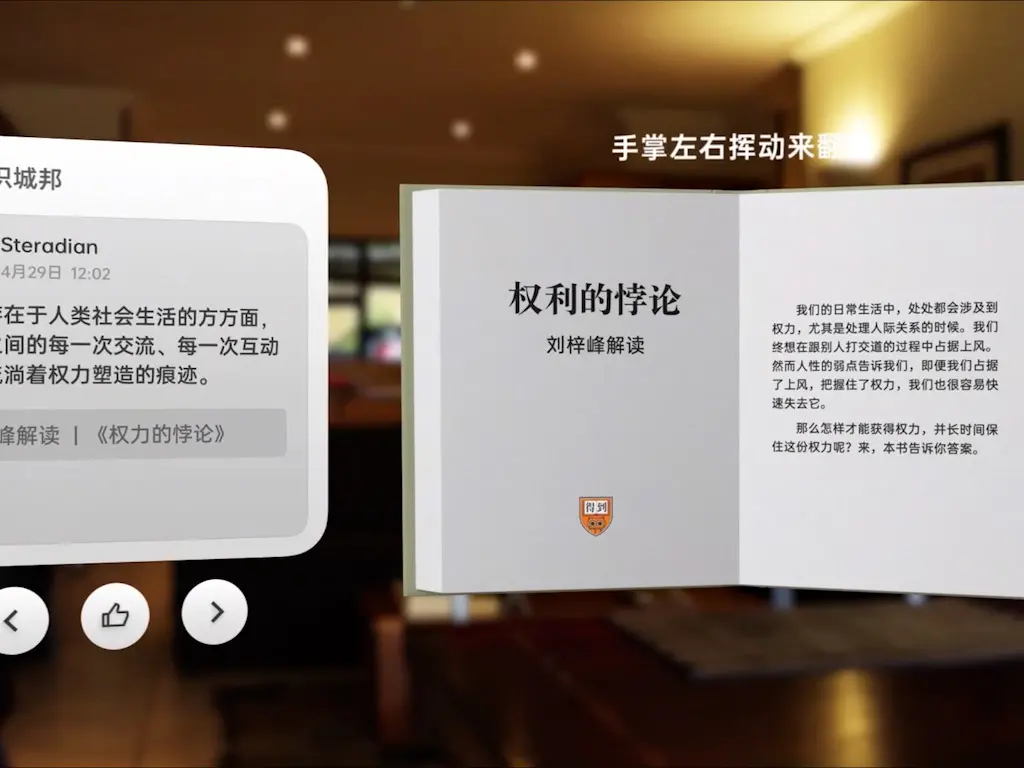 识城邦
Steradian
4月29日 12:02
在于人类社会生活的方方面，
之间的每一次交流、每一次互动
淌着权力塑造的痕迹。
峰解读 | 《权力的悖论》
手掌左右挥动来翻
权利的悖论
刘梓峰解读
得到
我们的日常生活中，处处都会涉及到
权力，尤其是处理人际关系的时候。我们
终想在跟别人打交道的过程中占据上风。
然而人性的弱点告诉我们，即便我们占据
了上风，把握住了权力，我们也很容易快
速失去它。
那么怎样才能获得权力，并长时间保
住这份权力呢？来，本书告诉你答案。